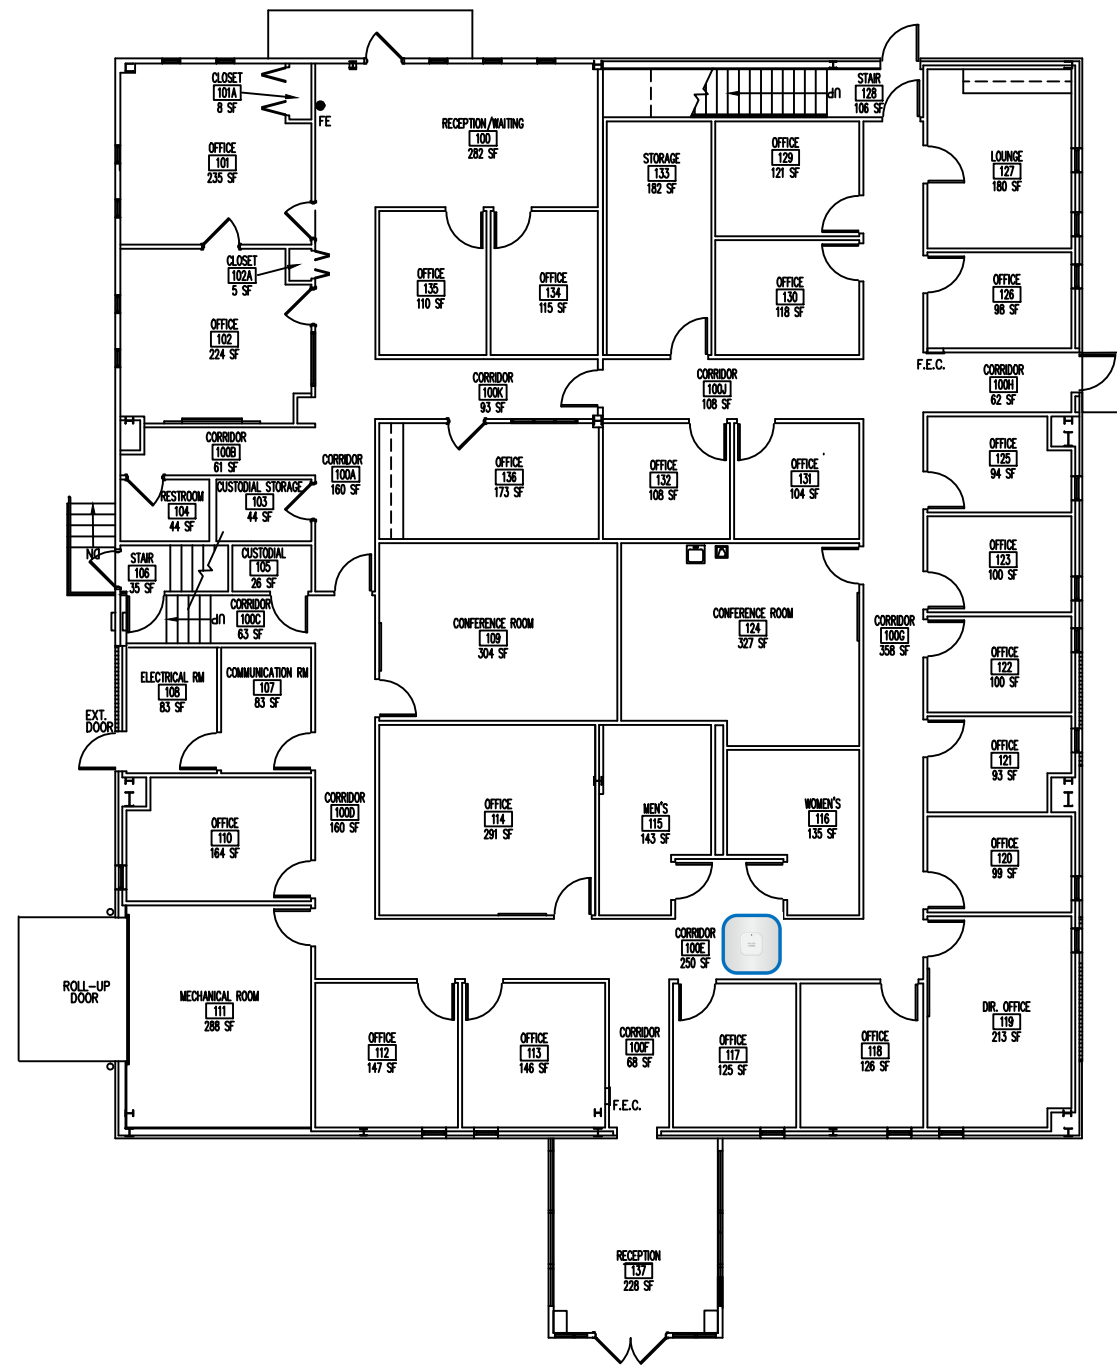 CLOSET
101A
8 SF
FE
OFFICE
101
235 SF
RECEPTION/WAITING
100
282 SF
UP
STAIR
128
106 SF
STORAGE
133
182 SF
OFFICE
129
121 SF
LOUNGE
127
180 SF
CLOSET
102A
5 SF
OFFICE
135
110 SF
OFFICE
134
115 SF
OFFICE
130
118 SF
OFFICE
126
98 SF
OFFICE
102
224 SF
F.E.C.
CORRIDOR
100K
93 SF
CORRIDOR
100J
108 SF
CORRIDOR
100H
62 SF
CORRIDOR
100B
61 SF
CORRIDOR
100A
160 SF
OFFICE
136
173 SF
OFFICE
132
108 SF
OFFICE
131
104 SF
OFFICE
125
94 SF
RESTROOM
104
44 SF
CUSTODIAL STORAGE
103
44 SF
DN
STAIR
106
35 SF
CUSTODIAL
105
26 SF
OFFICE
123
100 SF
UP
CORRIDOR
100C
63 SF
CONFERENCE ROOM
109
304 SF
CONFERENCE ROOM
124
327 SF
CORRIDOR
100G
358 SF
OFFICE
122
100 SF
ELECTRICAL RM
108
83 SF
COMMUNICATION RM
107
83 SF
EXT.
DOOR
OFFICE
121
93 SF
CORRIDOR
100D
160 SF
OFFICE
114
291 SF
MEN'S
115
143 SF
WOMEN'S
116
135 SF
OFFICE
110
164 SF
OFFICE
120
99 SF
CORRIDOR
100E
250 SF
ROLL-UP
DOOR
MECHANICAL ROOM
111
288 SF
DIR. OFFICE
119
213 SF
OFFICE
112
147 SF
OFFICE
113
146 SF
CORRIDOR
100F
68 SF
OFFICE
117
125 SF
OFFICE
118
126 SF
F.E.C.
RECEPTION
137
228 SF